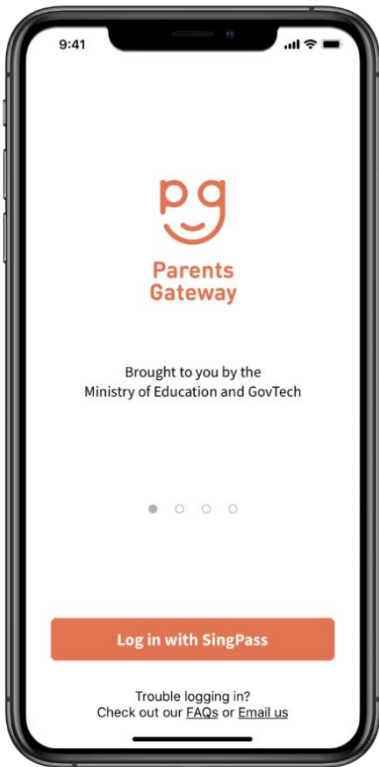 9:41
pg
Parents
Gateway
Brought to you by the
Ministry of Education and GovTech
Log in with SingPass
Trouble logging in?
Check out our FAQs or Email us